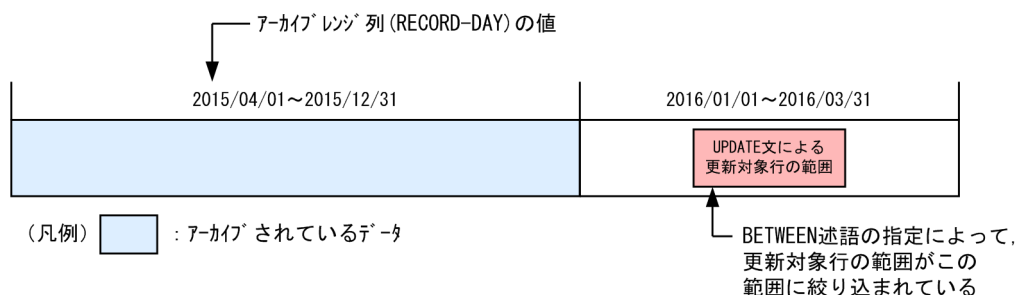 ｱｰｶｲﾌﾞﾚﾝｼﾞ列(RECORD-DAY)の値
2015/04/01～2015/12/31
2016/01/01～2016/03/31
UPDATE文による
更新対象行の範囲
(凡例)
：ｱｰｶｲﾌﾞされているﾃﾞｰﾀ
BETWEEN述語の指定によって，
更新対象行の範囲がこの
範囲に絞り込まれている